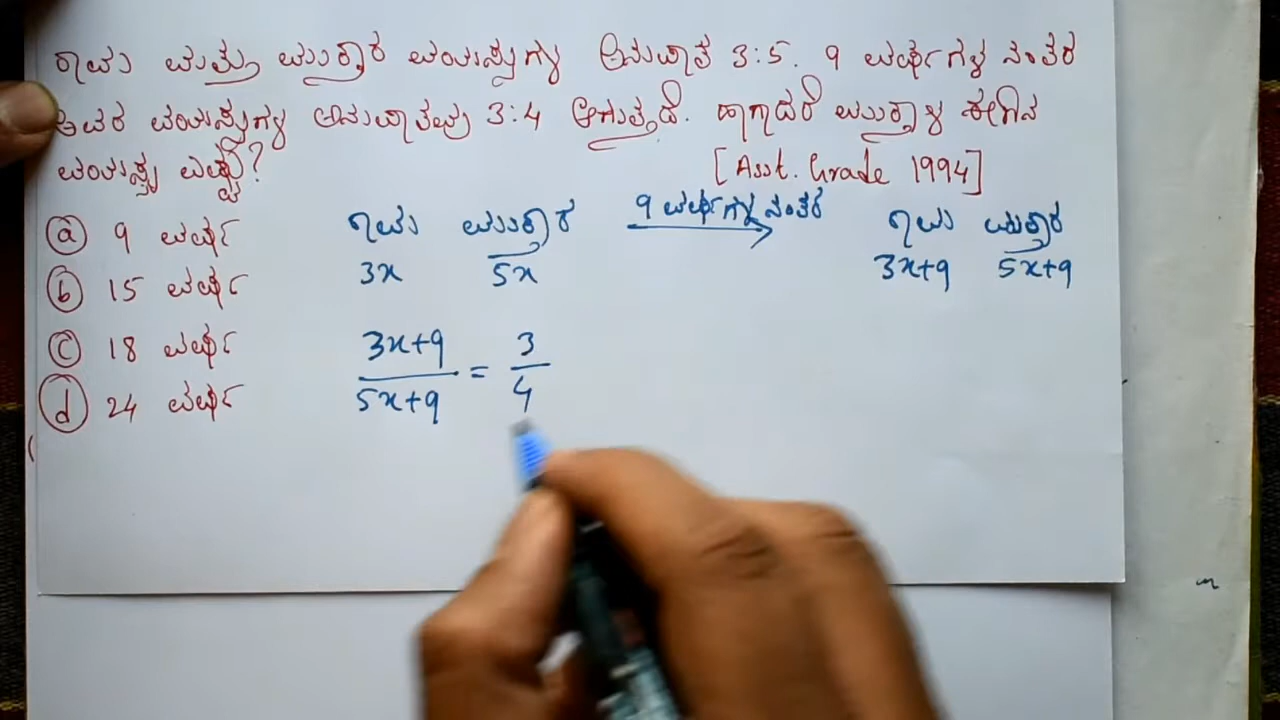 ರಾಮ ಮತ್ತು ಮುಕ್ತಾರ ವಯಸ್ಸುಗಳ ಅನುಪಾತ 3:5. 9 ವರ್ಷಗಳ ನಂತರ
ಅವರ ವಯಸ್ಸುಗಳ ಅನುಪಾತವು 3:4 ಆಗುತ್ತದೆ. ಹಾಗಾದರೆ ಮುಕ್ತಾಳ ಈಗಿನ
ವಯಸ್ಸು ಎಷ್ಟು?
[Asst. Grade 1994]
a 9 ವರ್ಷ
b 15 ವರ್ಷ
c 18 ವರ್ಷ
d 24 ವರ್ಷ
ರಾಮ ಮುಕ್ತಾರ 9 ವರ್ಷಗಳ ನಂತರ ರಾಮ ಮುಕ್ತಾರ
3x 5x 3x+9 5x+9
3x+9 / 5x+9 = 3 / 4